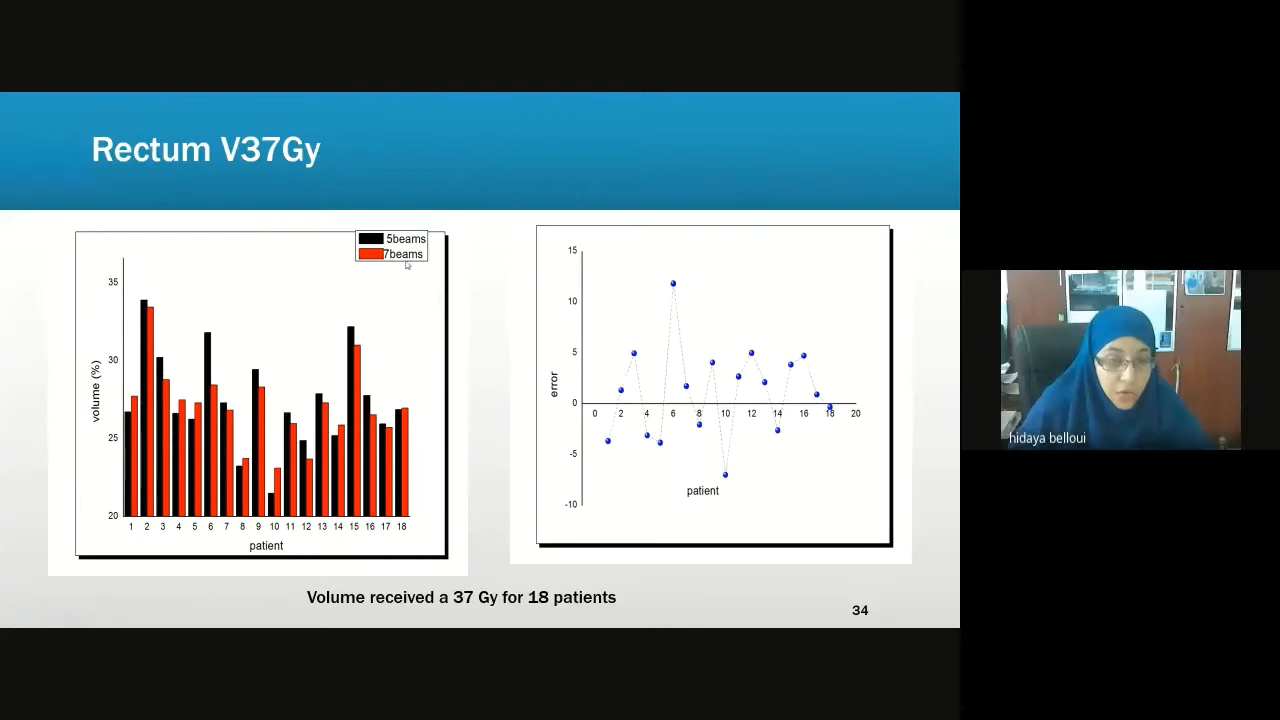 Rectum V37Gy
5beams
7beams
35
30
25
20
volume (%)
1 2 3 4 5 6 7 8 9 10 11 12 13 14 15 16 17 18
patient
15
10
5
0
-5
-10
error
0 2 4 6 8 10 12 14 16 18 20
patient
Volume received a 37 Gy for 18 patients
34
hidaya belloui